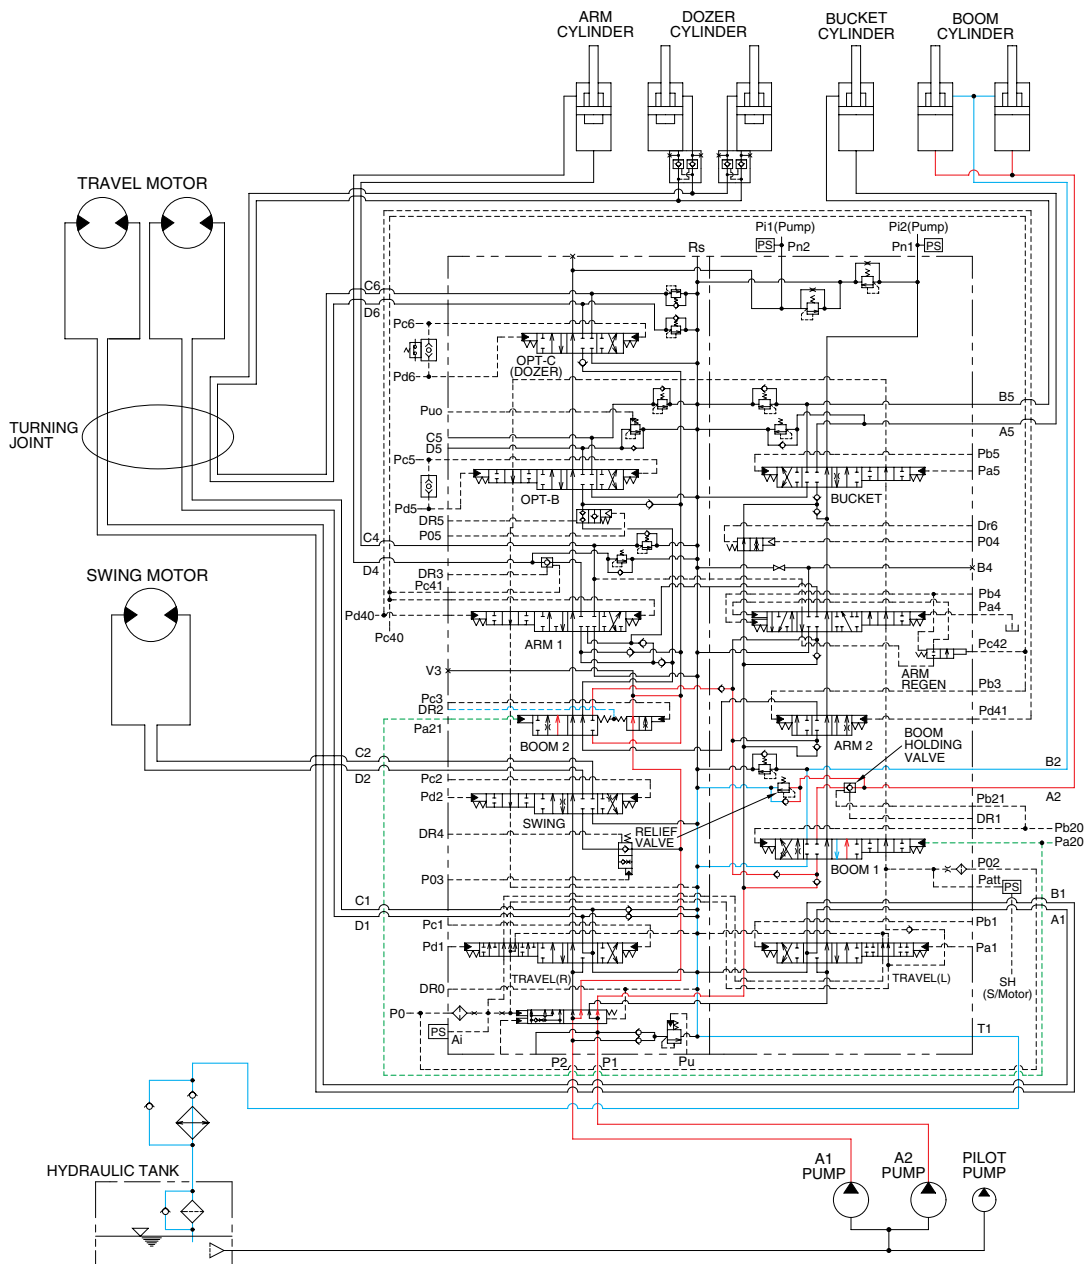 ARM
CYLINDER
DOZER
CYLINDER
BUCKET
CYLINDER
BOOM
CYLINDER
TRAVEL MOTOR
Pi1(Pump)
Pi2(Pump)
PS
Pn2
Rs
Pn1
PS
C6
D6
Pc6
OPT-C
(DOZER)
Pd6
Puo
B5
TURNING
JOINT
C5
A5
D5
Pc5
Pb5
Pa5
OPT-B
BUCKET
Pd5
DR5
Dr6
P05
C4
P04
D4
B4
DR3
SWING MOTOR
Pc41
Pb4
Pd40
Pa4
Pc40
ARM 1
Pc42
V3
ARM
REGEN
Pb3
Pc3
DR2
Pd41
Pa21
BOOM 2
ARM 2
BOOM
HOLDING
VALVE
C2
B2
D2
Pc2
Pd2
Pb21
A2
SWING
DR1
DR4
RELIEF
VALVE
Pb20
Pa20
BOOM 1
P02
P03
Patt
PS
C1
B1
D1
Pc1
Pb1
A1
Pd1
Pa1
TRAVEL(R)
TRAVEL(L)
SH
(S/Motor)
DR0
P0
PS
Ai
T1
P2
P1
Pu
HYDRAULIC TANK
A1
PUMP
A2
PUMP
PILOT
PUMP